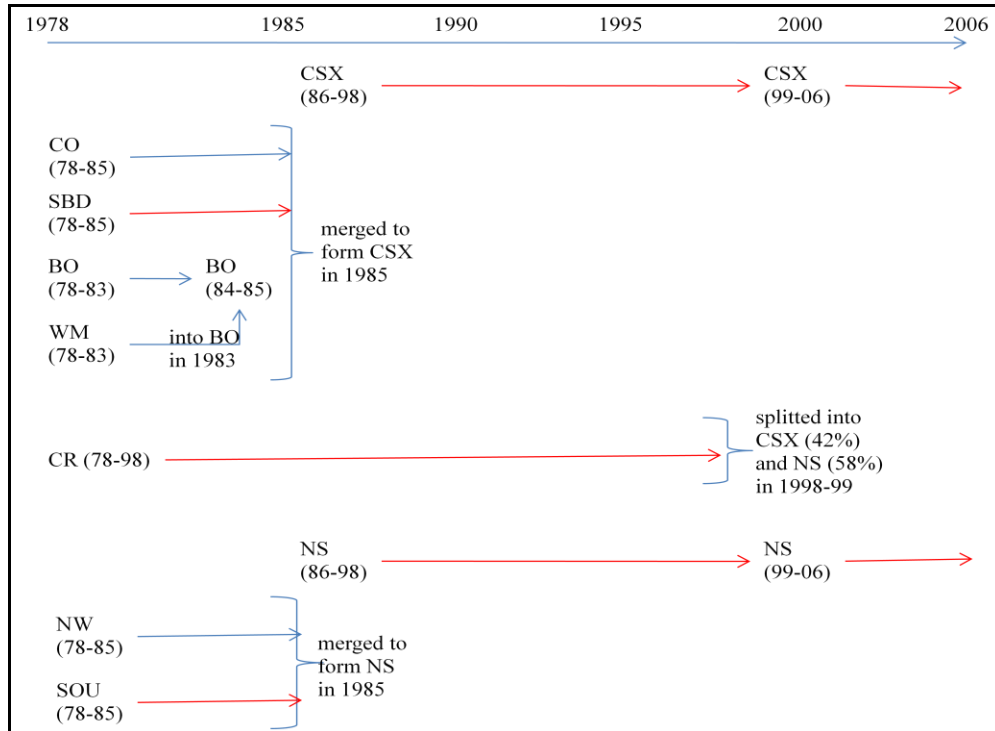 1978 1985 1990 1995 2000 2006
CSX
(86-98)
CSX
(99-06)
CO
(78-85)
SBD
(78-85)
BO
(78-83)
BO
(84-85)
WM
(78-83)
into BO
in 1983
merged to
form CSX
in 1985
CR (78-98)
splitted into
CSX (42%)
and NS (58%)
in 1998-99
NS
(86-98)
NS
(99-06)
NW
(78-85)
SOU
(78-85)
merged to
form NS
in 1985